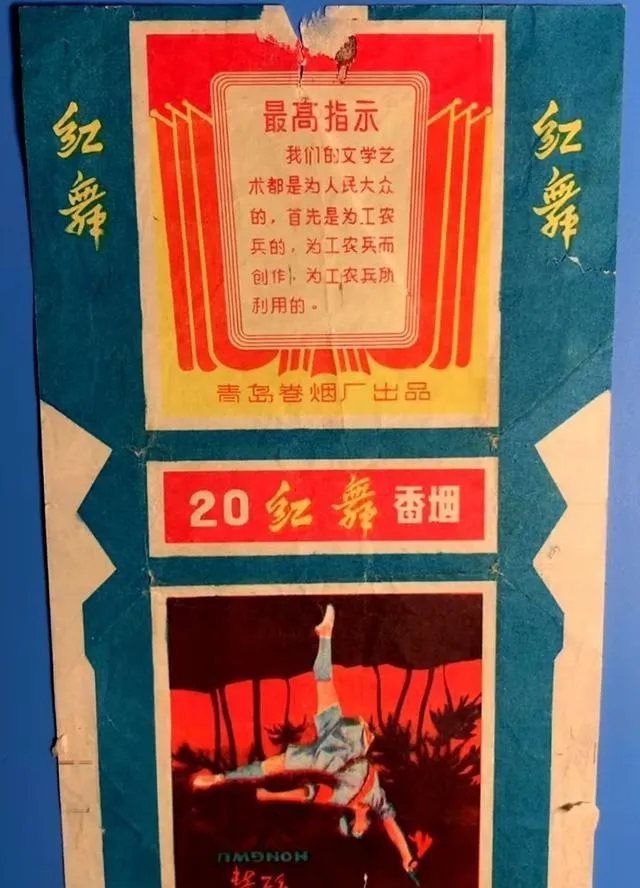 红舞
红舞
最高指示
我们的文学艺
术都是为人民大众
的，首先是为工农
兵的，为工农兵而
创作，为工农兵所
利用的。
青岛卷烟厂出品
20 红舞 香烟
HONGWU
红舞